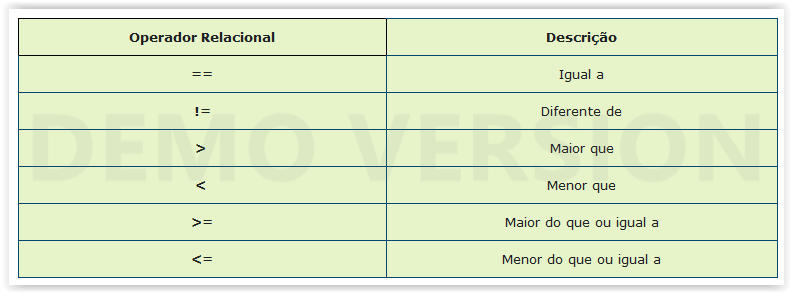 Operador Relacional Descrição
== Igual a
!= Diferente de
> Maior que
< Menor que
>= Maior do que ou igual a
<= Menor do que ou igual a
DEMO VERSION